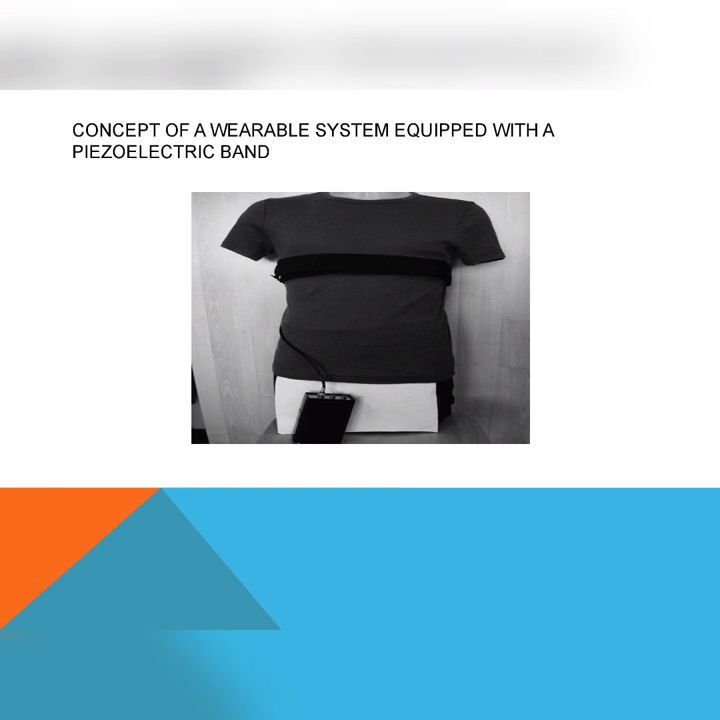 CONCEPT OF A WEARABLE SYSTEM EQUIPPED WITH A
PIEZOELECTRIC BAND